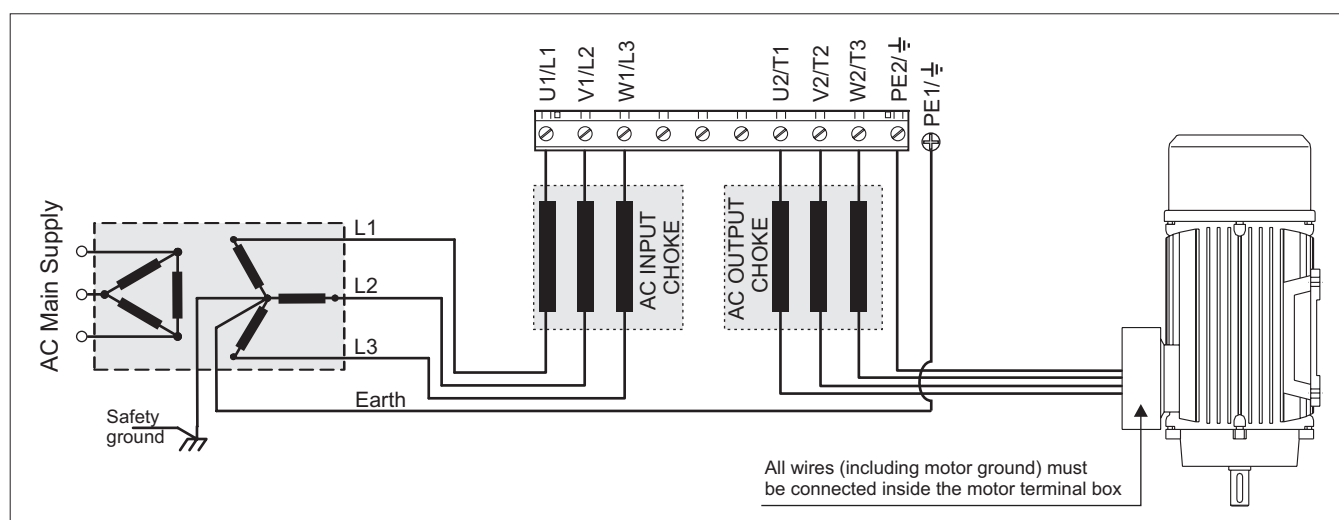 U1/L1
V1/L2
W1/L3
U2/T1
V2/T2
W2/T3
PE2/
PE1/
AC Main Supply
L1
L2
L3
Earth
Safety
ground
AC INPUT
CHOKE
AC OUTPUT
CHOKE
All wires (including motor ground) must
be connected inside the motor terminal box